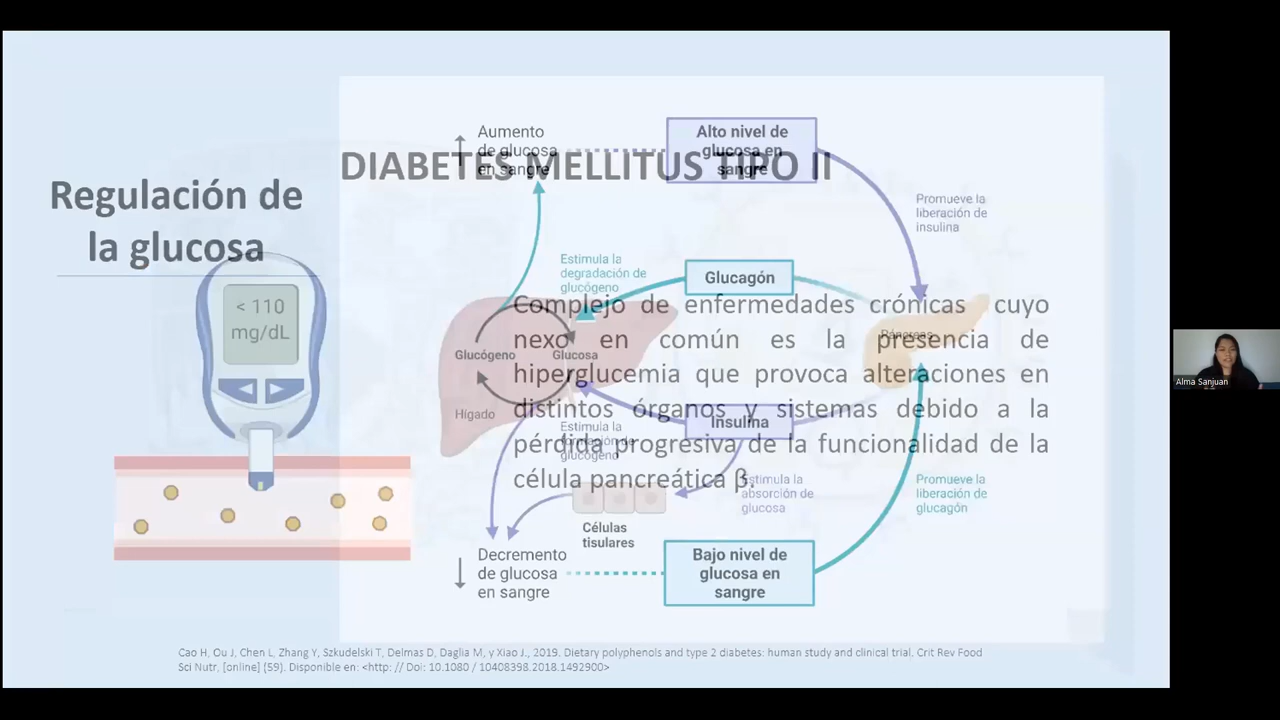 DIABETES MELLITUS TIPO II
Regulación de
la glucosa
< 110
mg/dL
Aumento
de glucosa
en sangre
Alto nivel de
glucosa en
sangre
Promueve la
liberación de
insulina
Estimula la
degradación de
glucógeno
Glucagón
Complejo de enfermedades crónicas cuyo
nexo en común es la presencia de
hiperglucemia que provoca alteraciones en
distintos órganos y sistemas debido a la
pérdida progresiva de la funcionalidad de la
célula pancreática β.
Páncreas
Glucógeno
Glucosa
Hígado
Insulina
Estimula la
formación de
glucógeno
Estimula la
absorción de
glucosa
Promueve la
liberación de
glucagón
Células
tisulares
Decremento
de glucosa
en sangre
Bajo nivel de
glucosa en
sangre
Cao H, Ou J, Chen L, Zhang Y, Szkudelski T, Delmas D, Daglia M, y Xiao J., 2019. Dietary polyphenols and type 2 diabetes: human study and clinical trial. Crit Rev Food
Sci Nutr, [online] (59). Disponible en: <http: // Doi: 10.1080 / 10408398.2018.1492900>
Alma Sanjuan